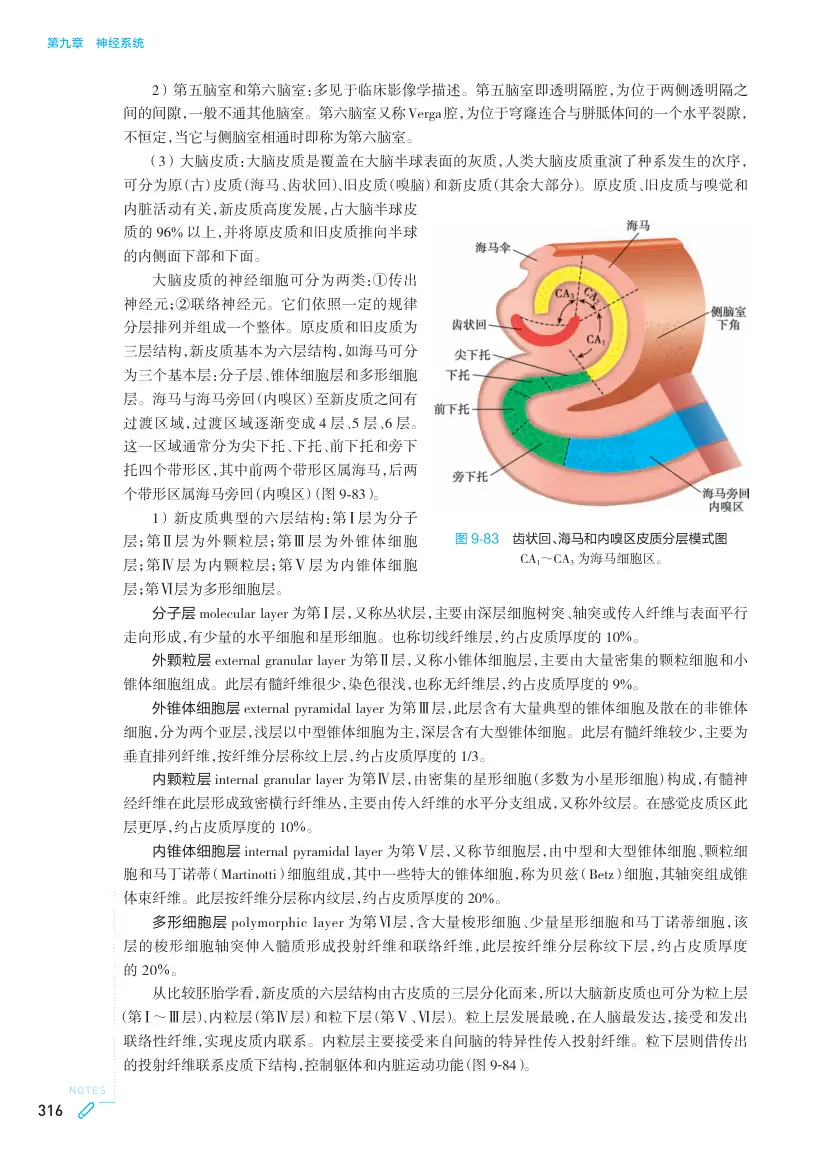 第九章 神经系统
2）第五脑室和第六脑室：多见于临床影像学描述。第五脑室即透明隔腔，为位于两侧透明隔之
间的间隙，一般不通其他脑室。第六脑室又称 Verga 腔，为位于穹窿连合与胼胝体间的一个水平裂隙，
不恒定，当它与侧脑室相通时即称为第六脑室。
（3）大脑皮质：大脑皮质是覆盖在大脑半球表面的灰质，人类大脑皮质重演了种系发生的次序，
可分为原（古）皮质（海马、齿状回）、旧皮质（嗅脑）和新皮质（其余大部分）。原皮质、旧皮质与嗅觉和
内脏活动有关，新皮质高度发展，占大脑半球皮
质的 96% 以上，并将原皮质和旧皮质推向半球
的内侧面下部和下面。
大脑皮质的神经细胞可分为两类：①传出
神经元；②联络神经元。它们依照一定的规律
分层排列并组成一个整体。原皮质和旧皮质为
三层结构，新皮质基本为六层结构，如海马可分
为三个基本层：分子层、锥体细胞层和多形细胞
层。海马与海马旁回（内嗅区）至新皮质之间有
过渡区域，过渡区域逐渐变成 4 层、5 层、6 层。
这一区域通常分为尖下托、下托、前下托和旁下
托四个带形区，其中前两个带形区属海马，后两
个带形区属海马旁回（内嗅区）（图 9-83）。
1）新皮质典型的六层结构：第Ⅰ层为分子
层；第Ⅱ层为外颗粒层；第Ⅲ层为外锥体细胞
层；第Ⅳ层为内颗粒层；第Ⅴ层为内锥体细胞
层；第Ⅵ层为多形细胞层。
海马
海马伞
CA3
CA2
侧脑室
下角
齿状回
CA1
尖下托
下托
前下托
旁下托
海马旁回
内嗅区
图 9-83 齿状回、海马和内嗅区皮质分层模式图
CA₁～CA₃ 为海马细胞区。
分子层 molecular layer 为第Ⅰ层，又称丛状层，主要由深层细胞树突、轴突或传入纤维与表面平行
走向形成，有少量的水平细胞和星形细胞。也称切线纤维层，约占皮质厚度的 10%。
外颗粒层 external granular layer 为第Ⅱ层，又称小锥体细胞层，主要由大量密集的颗粒细胞和小
锥体细胞组成。此层有髓纤维很少，染色很浅，也称无纤维层，约占皮质厚度的 9%。
外锥体细胞层 external pyramidal layer 为第Ⅲ层，此层含有大量典型的锥体细胞及散在的非锥体
细胞，分为两个亚层，浅层以中型锥体细胞为主，深层含有大型锥体细胞。此层有髓纤维较少，主要为
垂直排列纤维，按纤维分层称纹上层，约占皮质厚度的 1/3。
内颗粒层 internal granular layer 为第Ⅳ层，由密集的星形细胞（多数为小星形细胞）构成，有髓神
经纤维在此层形成致密横行纤维丛，主要由传入纤维的水平分支组成，又称外纹层。在感觉皮质区此
层更厚，约占皮质厚度的 10%。
内锥体细胞层 internal pyramidal layer 为第Ⅴ层，又称节细胞层，由中型和大型锥体细胞、颗粒细
胞和马丁诺蒂（Martinotti）细胞组成，其中一些特大的锥体细胞，称为贝兹（Betz）细胞，其轴突组成锥
体束纤维。此层按纤维分层称内纹层，约占皮质厚度的 20%。
多形细胞层 polymorphic layer 为第Ⅵ层，含大量梭形细胞、少量星形细胞和马丁诺蒂细胞，该
层的梭形细胞轴突伸入髓质形成投射纤维和联络纤维，此层按纤维分层称纹下层，约占皮质厚度
的 20%。
从比较胚胎学看，新皮质的六层结构由古皮质的三层分化而来，所以大脑新皮质也可分为粒上层
（第Ⅰ～Ⅲ层）、内粒层（第Ⅳ层）和粒下层（第Ⅴ、Ⅵ层）。粒上层发展最晚，在人脑最发达，接受和发出
联络性纤维，实现皮质内联系。内粒层主要接受来自间脑的特异性传入投射纤维。粒下层则借传出
的投射纤维联系皮质下结构，控制躯体和内脏运动功能（图 9-84）。
NOTES
316